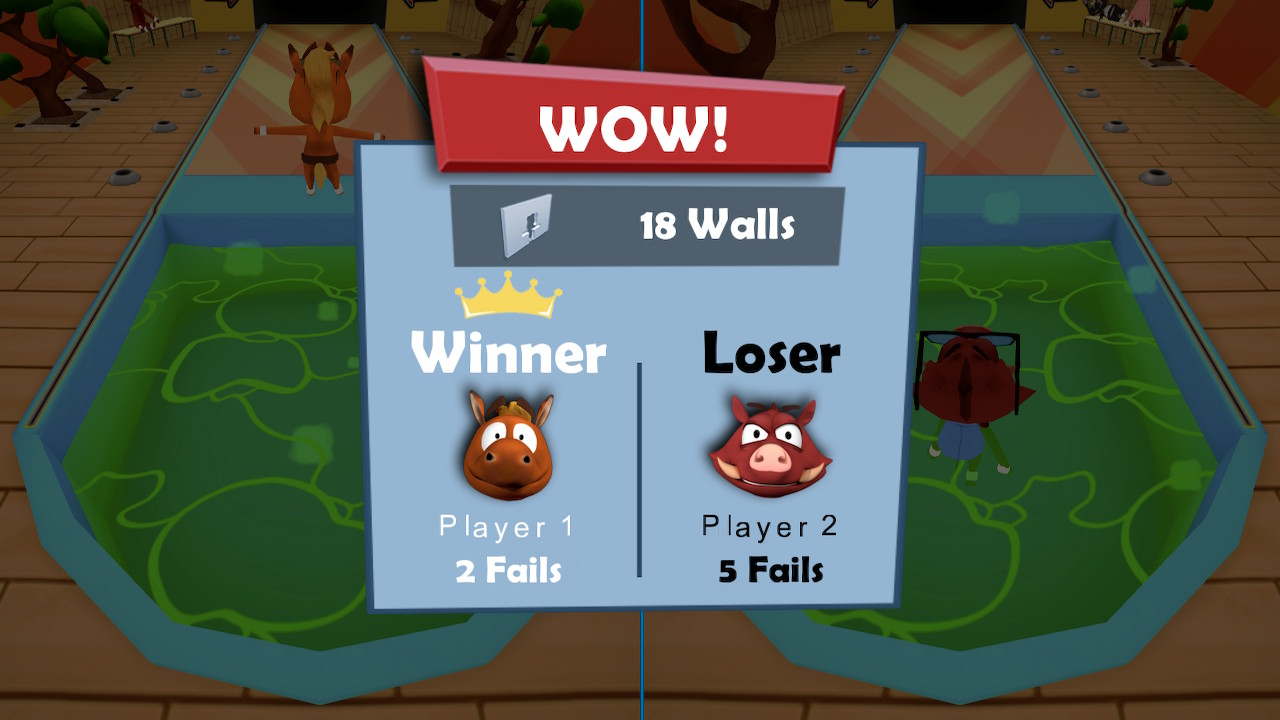 WOW!
18 Walls
Winner
Loser
Player 1
Player 2
2 Fails
5 Fails